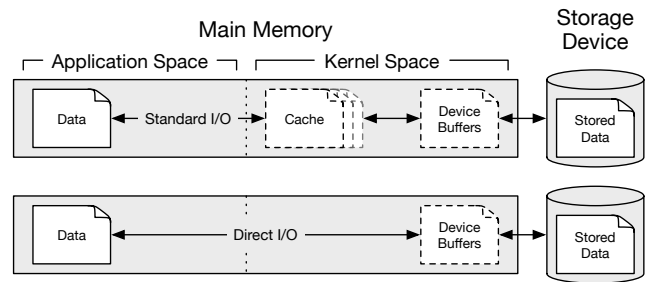 Main Memory
Storage
Device
Application Space
Kernel Space
Data
Standard I/O
Cache
Device
Buffers
Stored
Data
Data
Direct I/O
Device
Buffers
Stored
Data